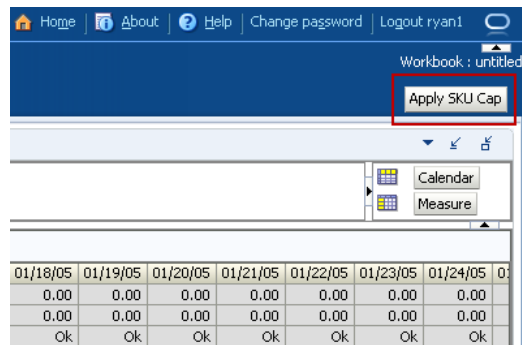 Home | About | Help | Change password | Logout ryan1
Workbook : untitled
Apply SKU Cap
Calendar
Measure
01/18/05 01/19/05 01/20/05 01/21/05 01/22/05 01/23/05 01/24/05 01
0.00 0.00 0.00 0.00 0.00 0.00 0.00
0.00 0.00 0.00 0.00 0.00 0.00 0.00
Ok Ok Ok Ok Ok Ok Ok